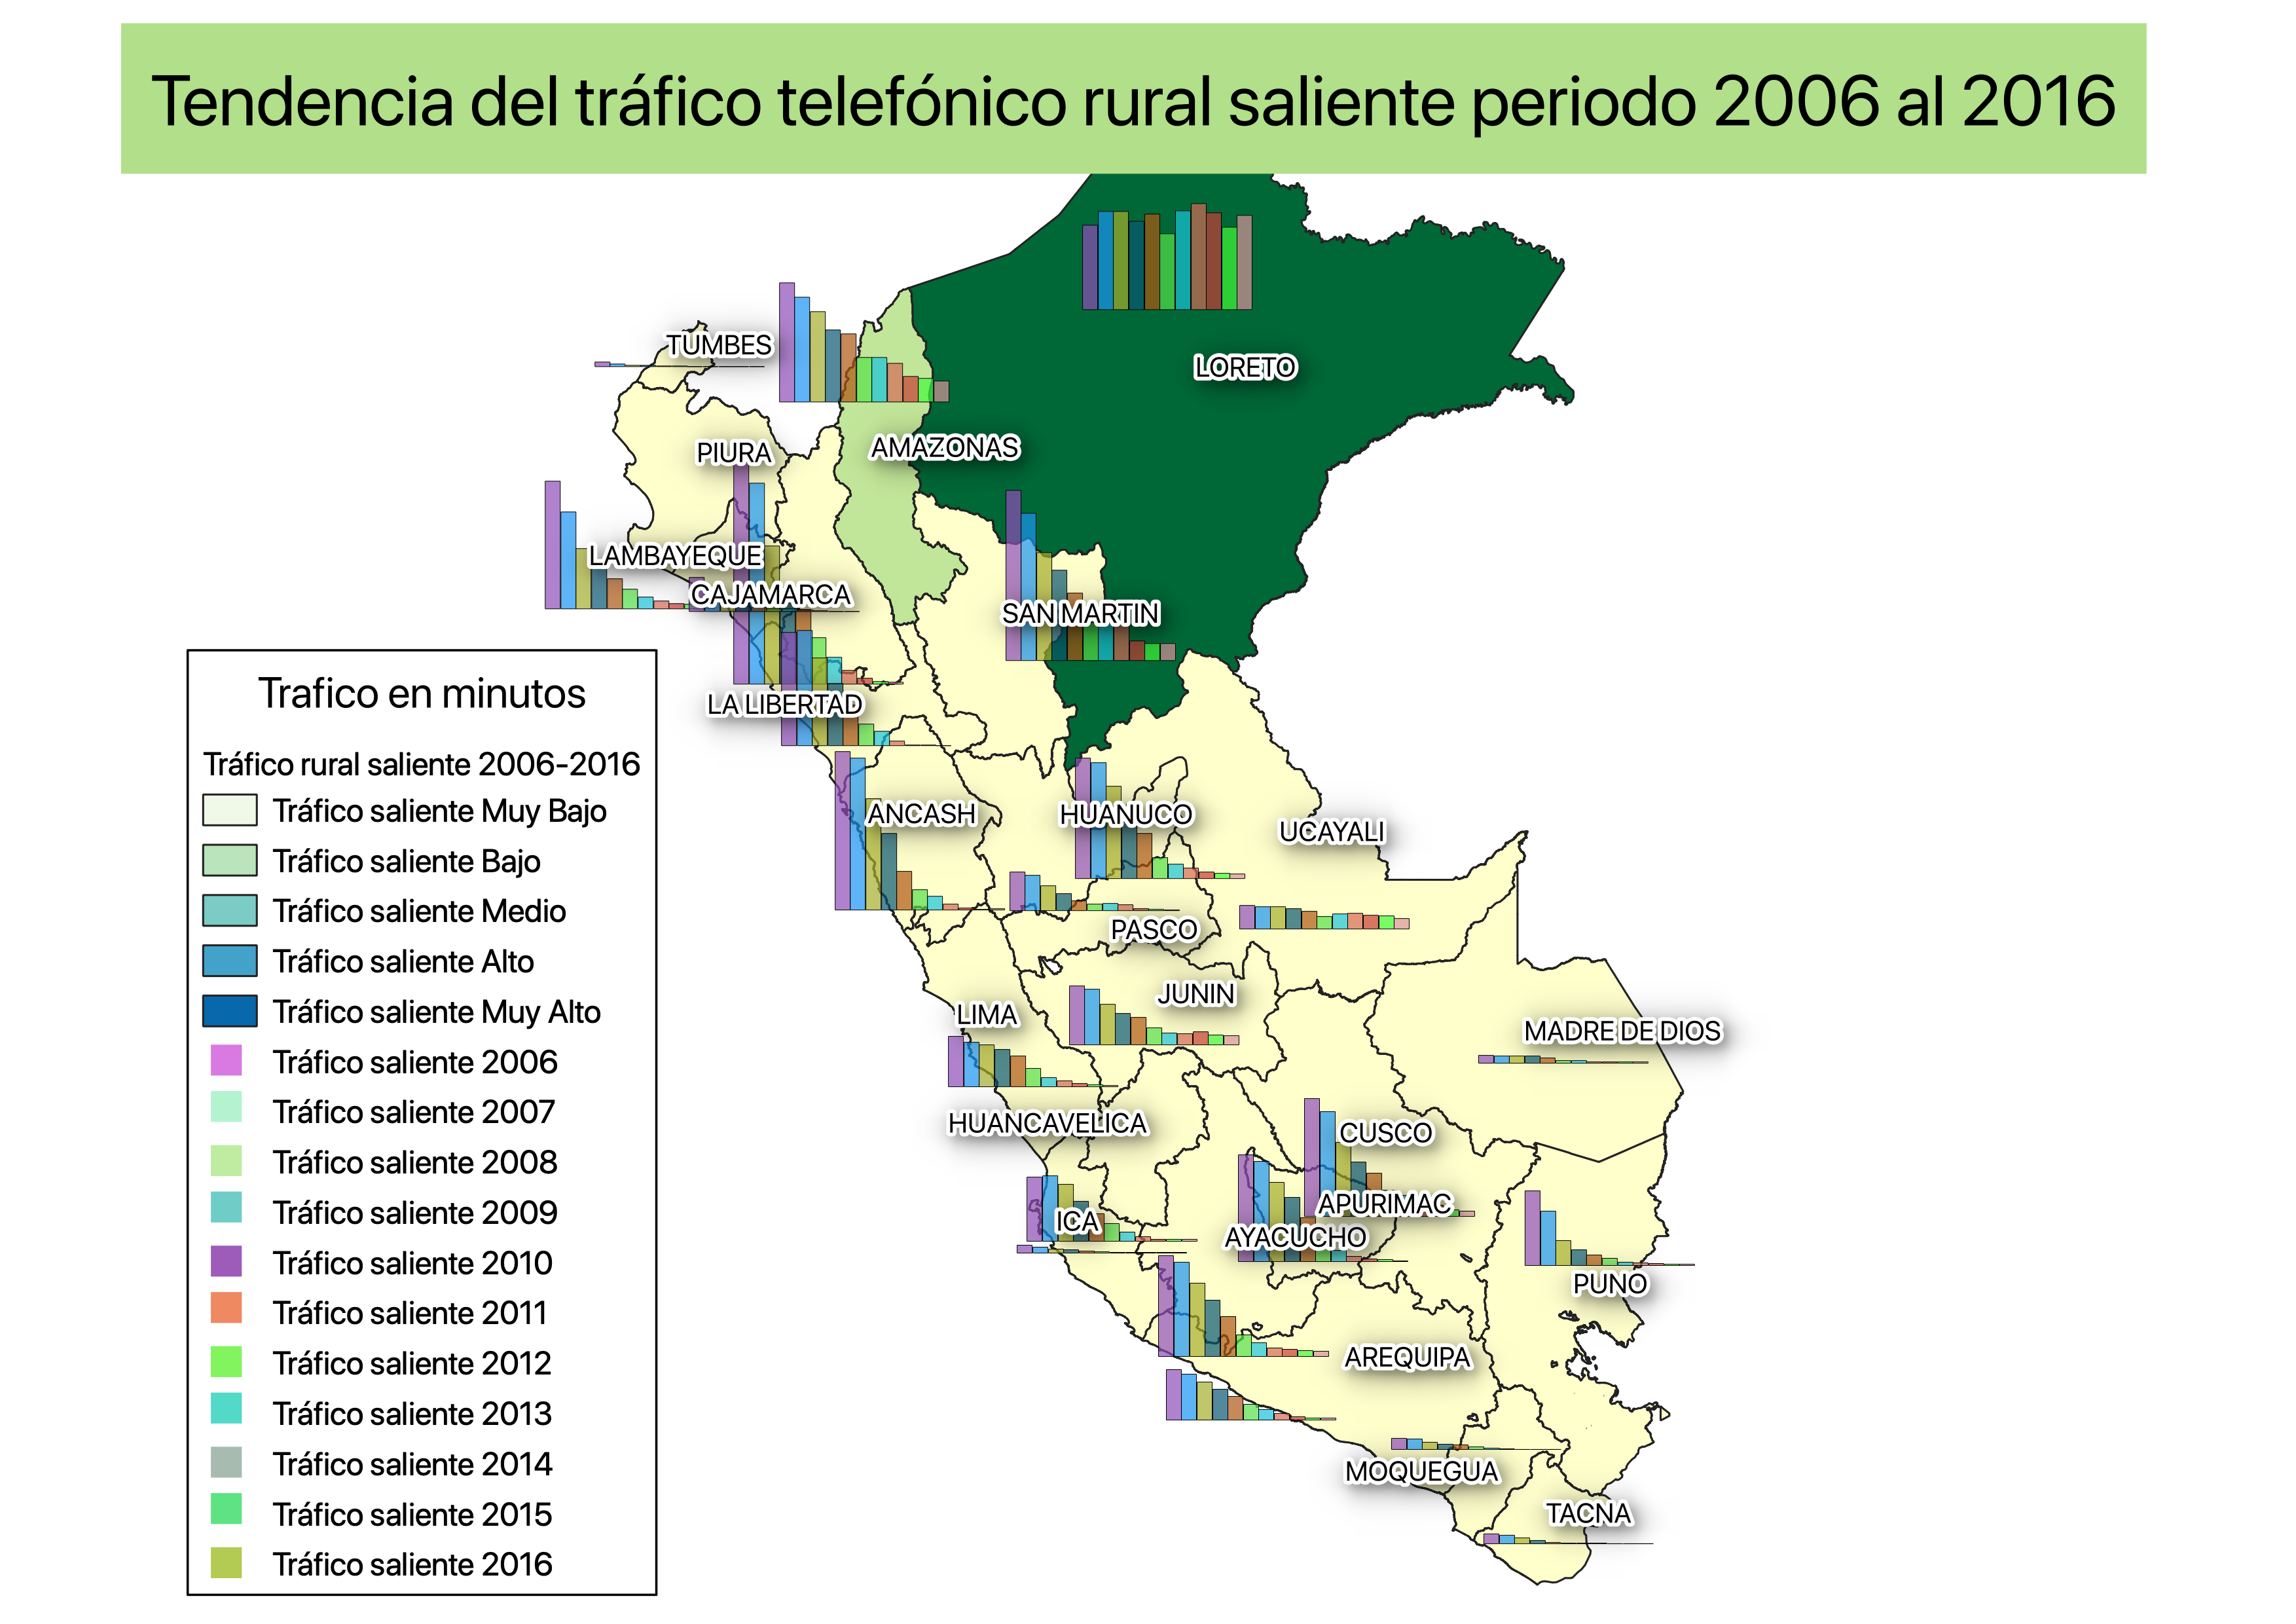 Tendencia del tráfico telefónico rural saliente periodo 2006 al 2016
TUMBES
LORETO
PIURA
AMAZONAS
LAMBAYEQUE
CAJAMARCA
SAN MARTIN
LA LIBERTAD
ANCASH
HUANUCO
UCAYALI
PASCO
JUNIN
LIMA
MADRE DE DIOS
HUANCAVELICA
CUSCO
APURIMAC
ICA
AYACUCHO
PUNO
AREQUIPA
MOQUEGUA
TACNA
Trafico en minutos
Tráfico rural saliente 2006-2016
Tráfico saliente Muy Bajo
Tráfico saliente Bajo
Tráfico saliente Medio
Tráfico saliente Alto
Tráfico saliente Muy Alto
Tráfico saliente 2006
Tráfico saliente 2007
Tráfico saliente 2008
Tráfico saliente 2009
Tráfico saliente 2010
Tráfico saliente 2011
Tráfico saliente 2012
Tráfico saliente 2013
Tráfico saliente 2014
Tráfico saliente 2015
Tráfico saliente 2016